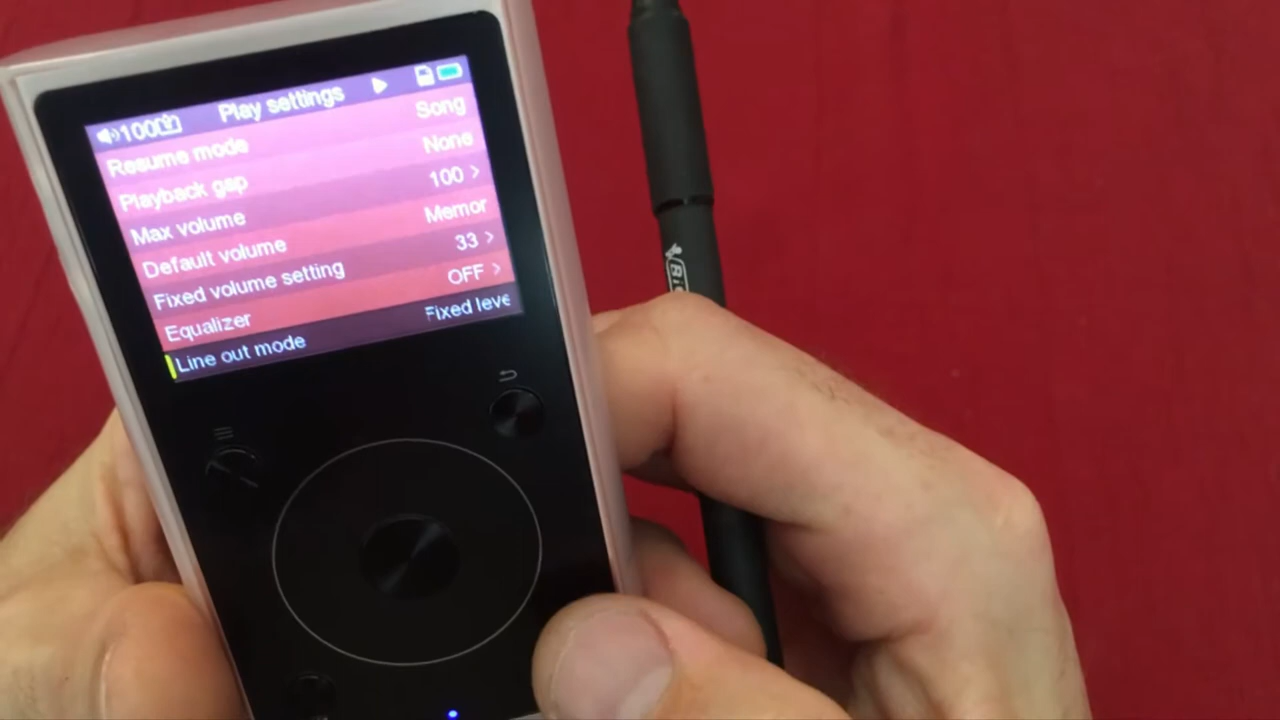 100 Play settings
Resume mode Song
Playback gap None
Max volume 100 >
Default volume Memor
Fixed volume setting 33 >
Equalizer OFF >
Line out mode Fixed leve
BiC